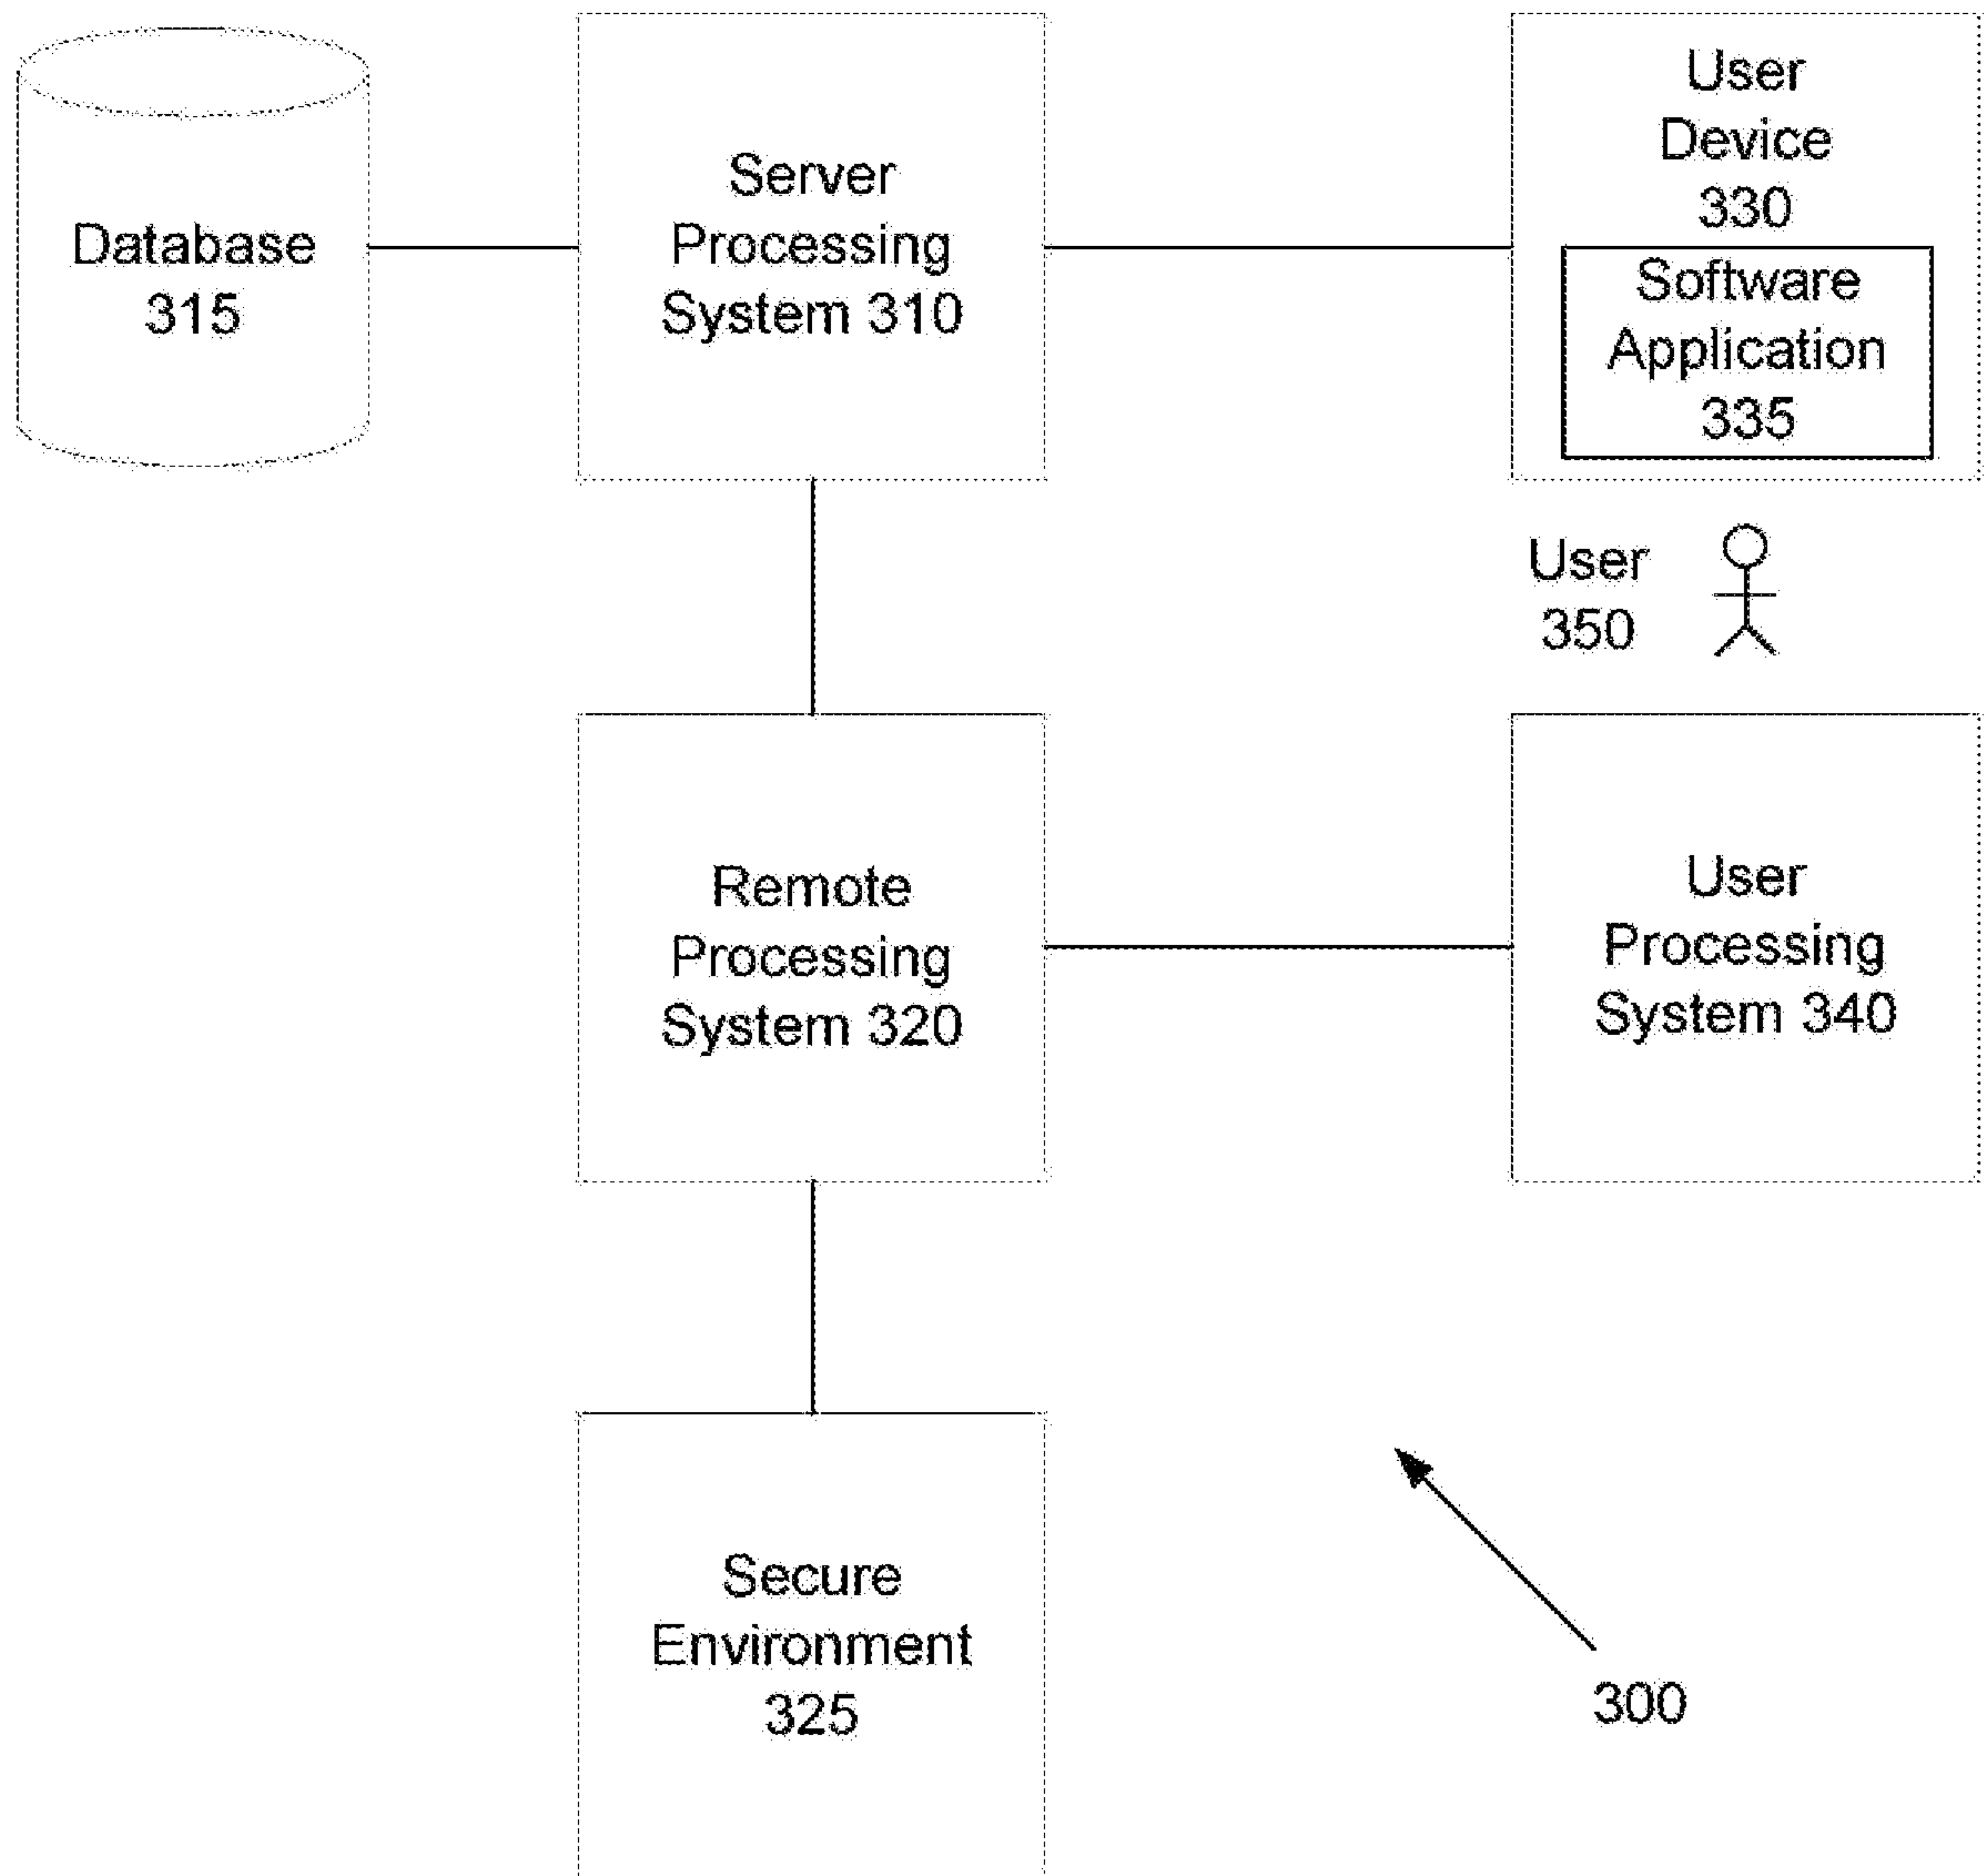 Database
315
Server
Processing
System 310
User
Device
330
Software
Application
335
User
350
Remote
Processing
System 320
User
Processing
System 340
Secure
Environment
325
300